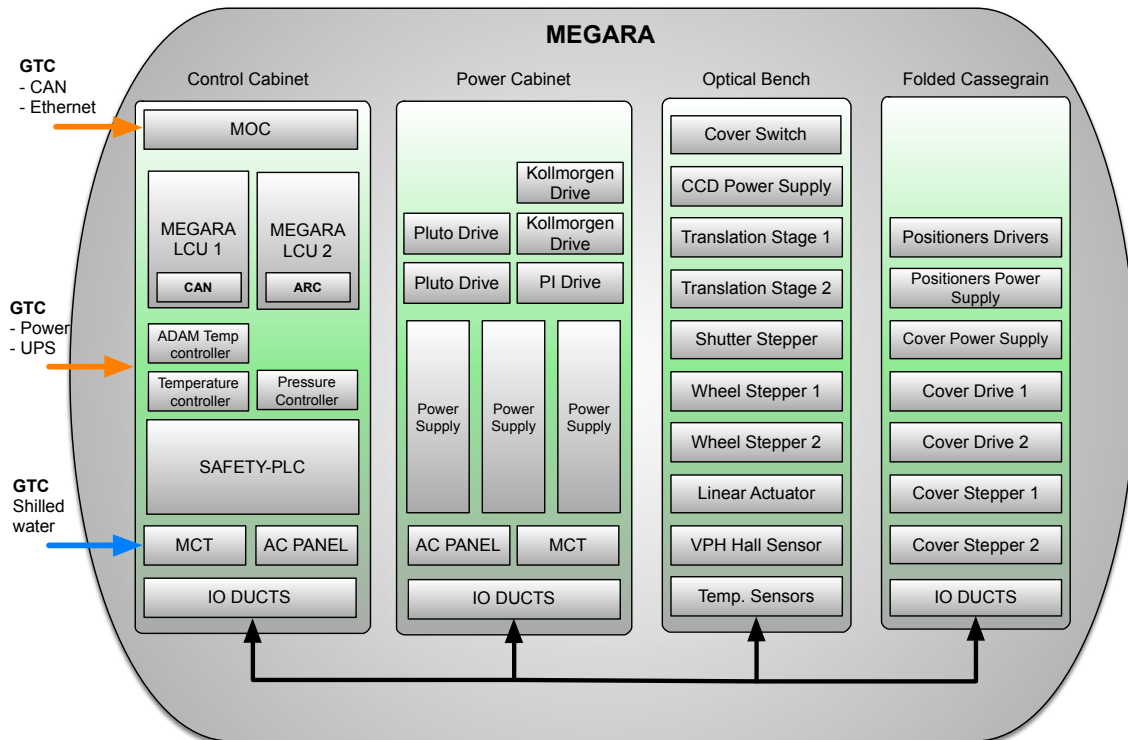 MEGARA
GTC
- CAN
- Ethernet
GTC
- Power
- UPS
GTC
Shilled
water
Control Cabinet
MOC
MEGARA
LCU 1
CAN
MEGARA
LCU 2
ARC
ADAM Temp
controller
Temperature
controller
Pressure
Controller
SAFETY-PLC
MCT
AC PANEL
IO DUCTS
Power Cabinet
Kollmorgen
Drive
Pluto Drive
Kollmorgen
Drive
Pluto Drive
PI Drive
Power
Supply
Power
Supply
Power
Supply
AC PANEL
MCT
IO DUCTS
Optical Bench
Cover Switch
CCD Power Supply
Translation Stage 1
Translation Stage 2
Shutter Stepper
Wheel Stepper 1
Wheel Stepper 2
Linear Actuator
VPH Hall Sensor
Temp. Sensors
Folded Cassegrain
Positioners Drivers
Positioners Power
Supply
Cover Power Supply
Cover Drive 1
Cover Drive 2
Cover Stepper 1
Cover Stepper 2
IO DUCTS